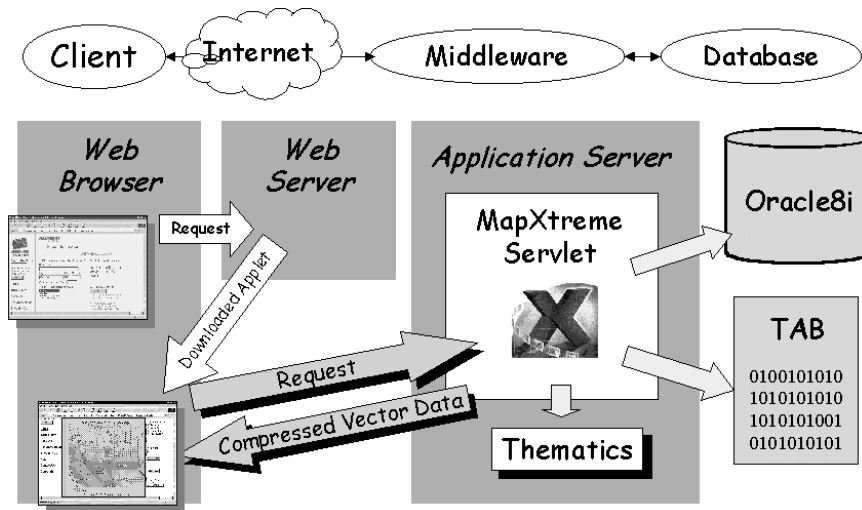 Client
Internet
Middleware
Database
Web
Browser
Web
Server
Application Server
Oracle8i
MapXtreme
Servlet
Request
Downloaded Applet
TAB
0100101010
1010101010
1010101001
0101010101
Request
Compressed Vector Data
Thematics